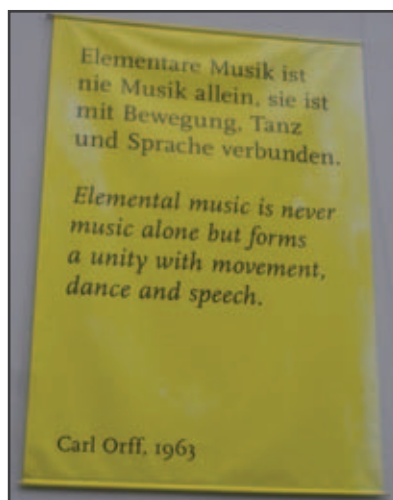 Elementare Musik ist
nie Musik allein, sie ist
mit Bewegung, Tanz
und Sprache verbunden.
Elemental music is never
music alone but forms
a unity with movement,
dance and speech.
Carl Orff, 1963